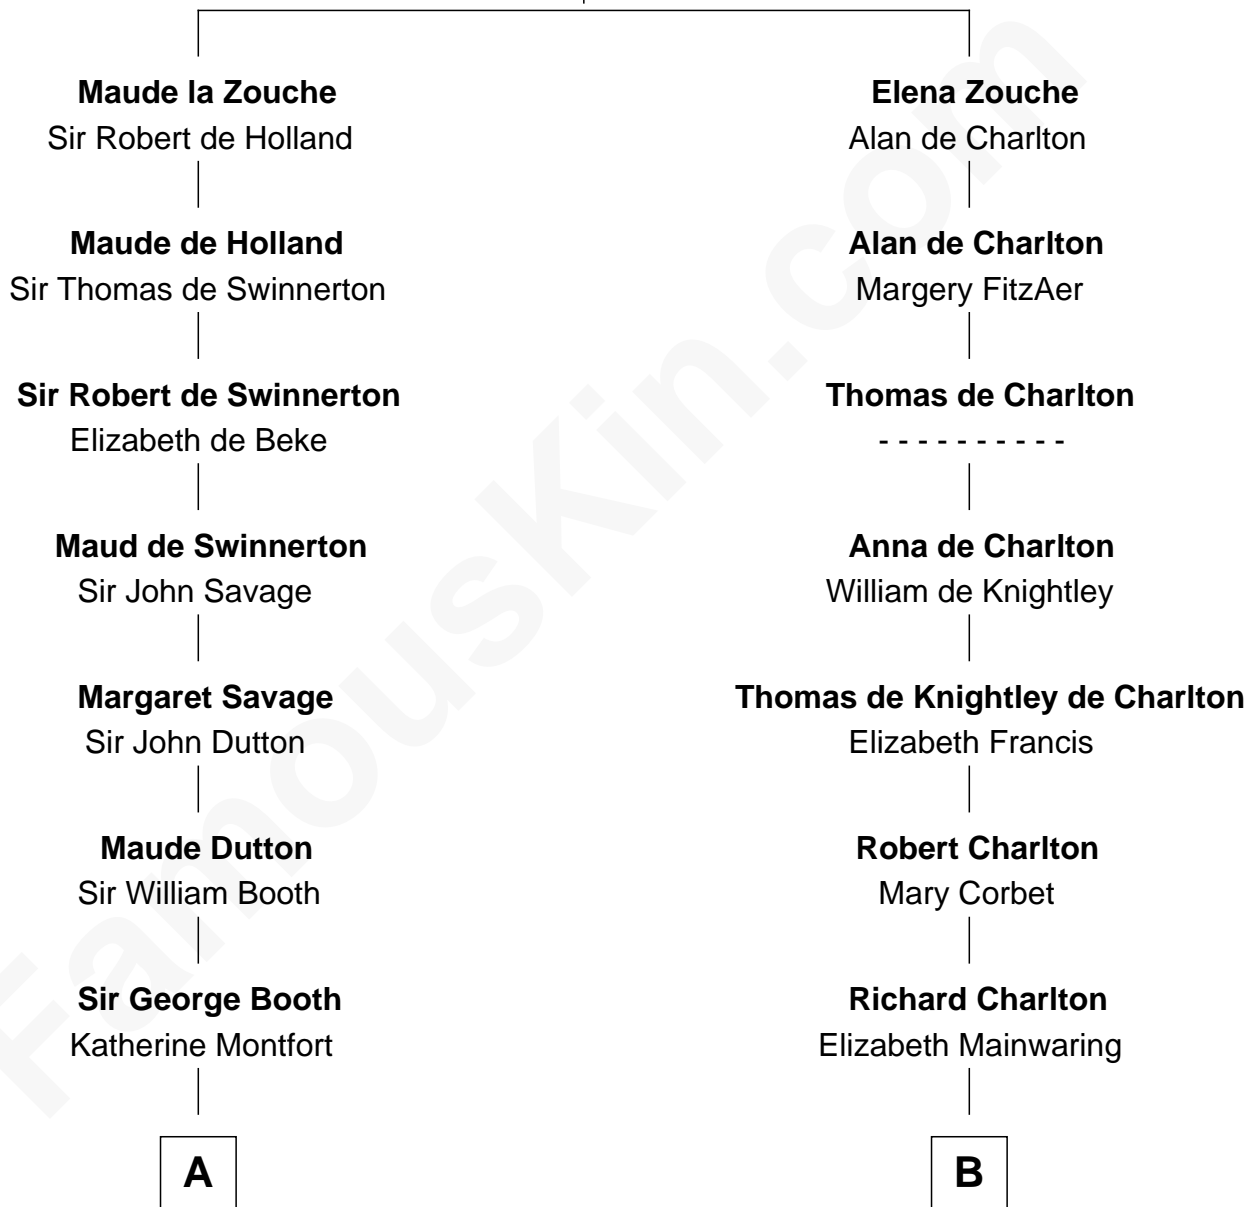 Maude la Zouche
Sir Robert de Holland
Maude de Holland
Sir Thomas de Swinnerton
Sir Robert de Swinnerton
Elizabeth de Beke
Maud de Swinnerton
Sir John Savage
Margaret Savage
Sir John Dutton
Maude Dutton
Sir William Booth
Sir George Booth
Katherine Montfort
A
Elena Zouche
Alan de Charlton
Alan de Charlton
Margery FitzAer
Thomas de Charlton
- - - - - - - - - -
Anna de Charlton
William de Knightley
Thomas de Knightley de Charlton
Elizabeth Francis
Robert Charlton
Mary Corbet
Richard Charlton
Elizabeth Mainwaring
B
FamousKin.com